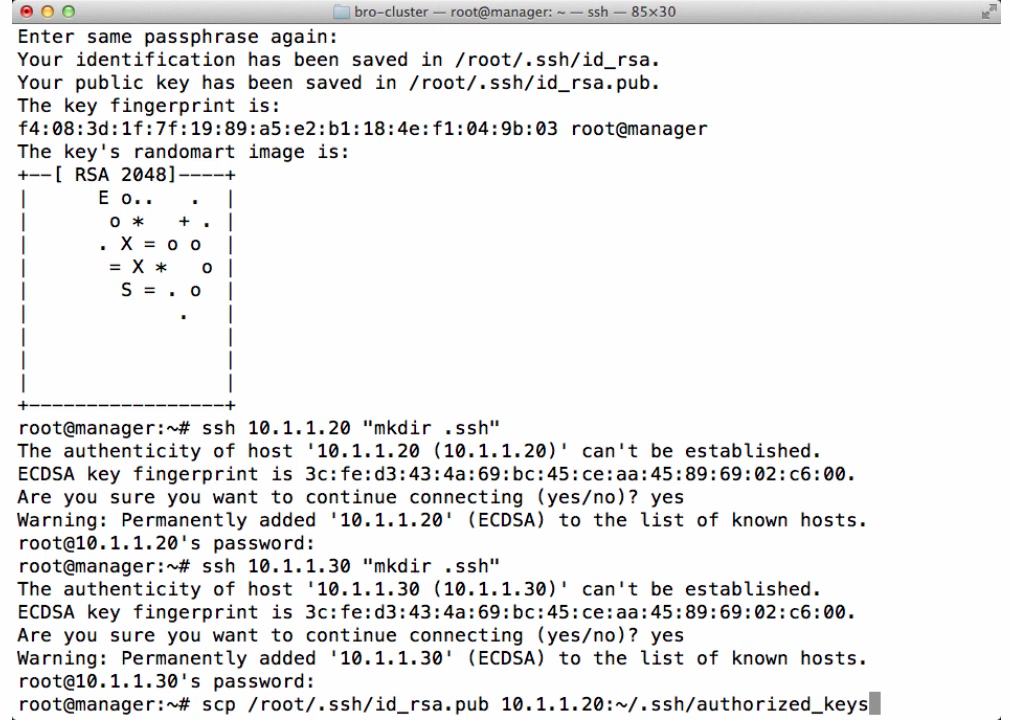 bro-cluster — root@manager: ~ — ssh — 85×30
Enter same passphrase again:
Your identification has been saved in /root/.ssh/id_rsa.
Your public key has been saved in /root/.ssh/id_rsa.pub.
The key fingerprint is:
f4:08:3d:1f:7f:19:89:a5:e2:b1:18:4e:f1:04:9b:03 root@manager
The key's randomart image is:
+--[ RSA 2048]----+
|      E o..   .  |
|       o *   + . |
|      . X = o o  |
|       = X *   o |
|        S = . o  |
|             .   |
|                 |
|                 |
|                 |
+-----------------+
root@manager:~# ssh 10.1.1.20 "mkdir .ssh"
The authenticity of host '10.1.1.20 (10.1.1.20)' can't be established.
ECDSA key fingerprint is 3c:fe:d3:43:4a:69:bc:45:ce:aa:45:89:69:02:c6:00.
Are you sure you want to continue connecting (yes/no)? yes
Warning: Permanently added '10.1.1.20' (ECDSA) to the list of known hosts.
root@10.1.1.20's password:
root@manager:~# ssh 10.1.1.30 "mkdir .ssh"
The authenticity of host '10.1.1.30 (10.1.1.30)' can't be established.
ECDSA key fingerprint is 3c:fe:d3:43:4a:69:bc:45:ce:aa:45:89:69:02:c6:00.
Are you sure you want to continue connecting (yes/no)? yes
Warning: Permanently added '10.1.1.30' (ECDSA) to the list of known hosts.
root@10.1.1.30's password:
root@manager:~# scp /root/.ssh/id_rsa.pub 10.1.1.20:~/.ssh/authorized_keys